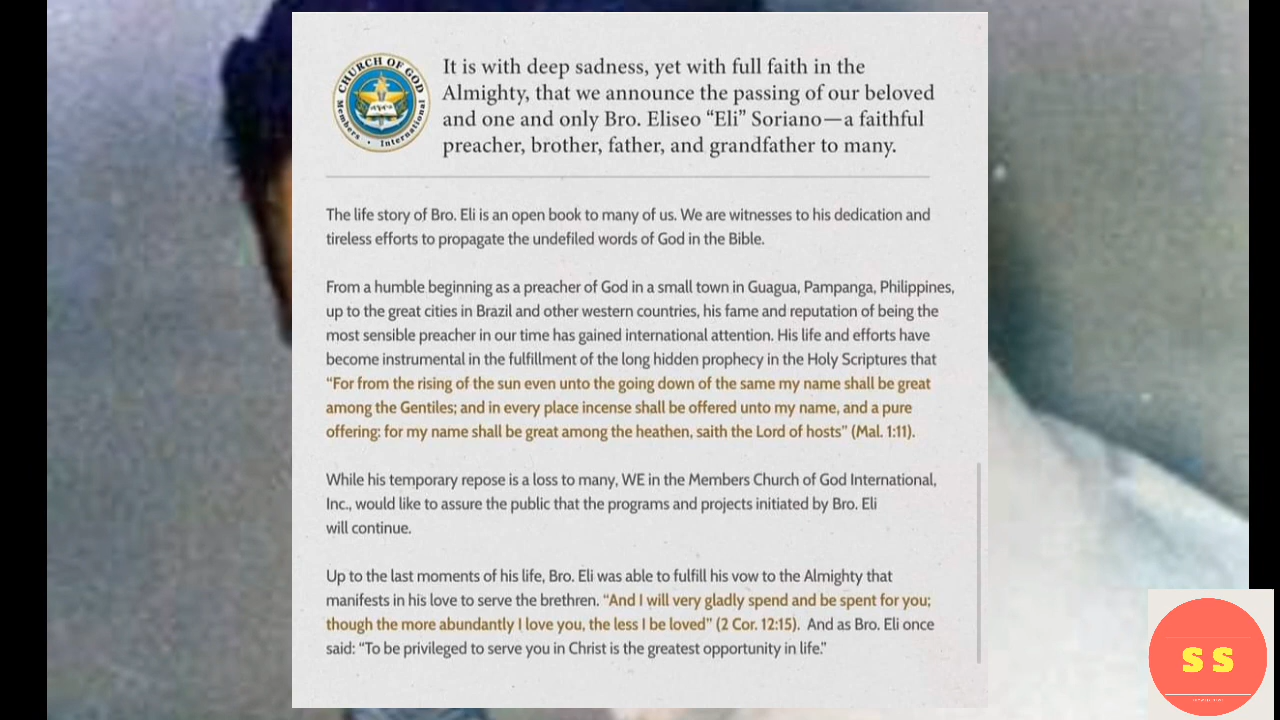 CHURCH OF GOD
Members • International
It is with deep sadness, yet with full faith in the
Almighty, that we announce the passing of our beloved
and one and only Bro. Eliseo “Eli” Soriano—a faithful
preacher, brother, father, and grandfather to many.
The life story of Bro. Eli is an open book to many of us. We are witnesses to his dedication and
tireless efforts to propagate the undefiled words of God in the Bible.
From a humble beginning as a preacher of God in a small town in Guagua, Pampanga, Philippines,
up to the great cities in Brazil and other western countries, his fame and reputation of being the
most sensible preacher in our time has gained international attention. His life and efforts have
become instrumental in the fulfillment of the long hidden prophecy in the Holy Scriptures that
“For from the rising of the sun even unto the going down of the same my name shall be great
among the Gentiles; and in every place incense shall be offered unto my name, and a pure
offering: for my name shall be great among the heathen, saith the Lord of hosts” (Mal. 1:11).
While his temporary repose is a loss to many, WE in the Members Church of God International,
Inc., would like to assure the public that the programs and projects initiated by Bro. Eli
will continue.
Up to the last moments of his life, Bro. Eli was able to fulfill his vow to the Almighty that
manifests in his love to serve the brethren. “And I will very gladly spend and be spent for you;
though the more abundantly I love you, the less I be loved” (2 Cor. 12:15). And as Bro. Eli once
said: “To be privileged to serve you in Christ is the greatest opportunity in life.”
S S